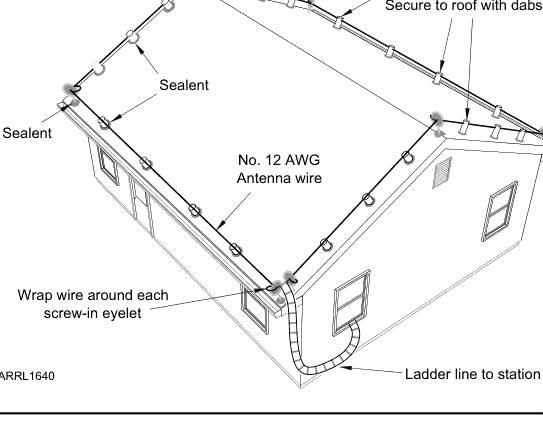 Secure to roof with dabs
Sealent
Sealent
No. 12 AWG
Antenna wire
Wrap wire around each
screw-in eyelet
ARRL1640
Ladder line to station